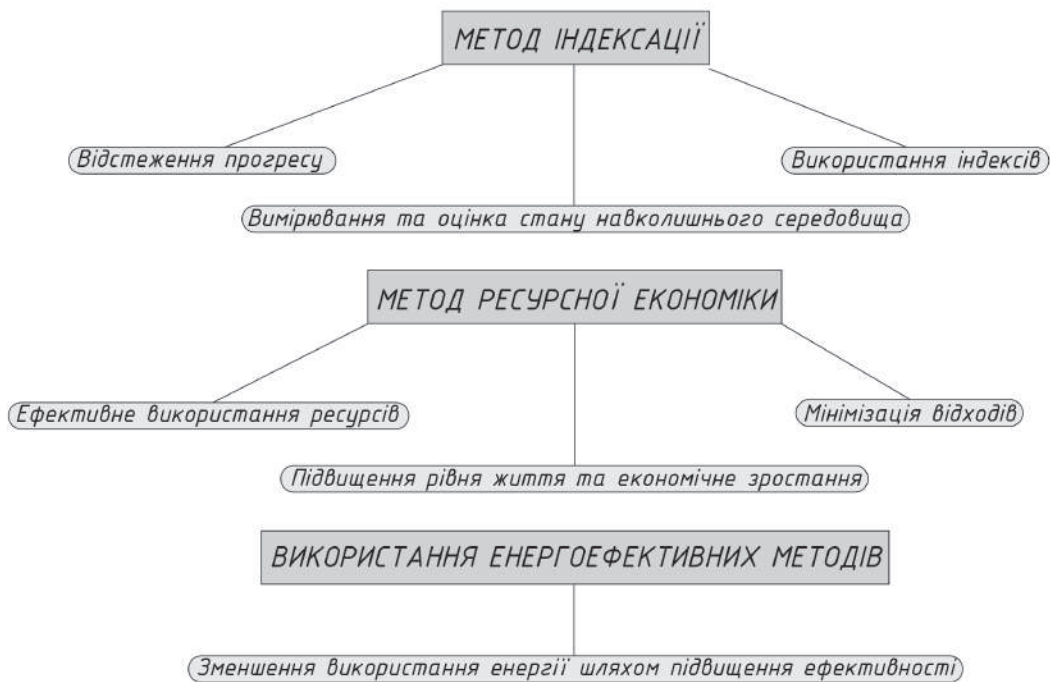 МЕТОД ІНДЕКСАЦІЇ
Відстеження прогресу
Використання індексів
Вимірювання та оцінка стану навколишнього середовища
МЕТОД РЕСУРСНОЇ ЕКОНОМІКИ
Ефективне використання ресурсів
Мінімізація відходів
Підвищення рівня життя та економічне зростання
ВИКОРИСТАННЯ ЕНЕРГОЕФЕКТИВНИХ МЕТОДІВ
Зменшення використання енергії шляхом підвищення ефективності